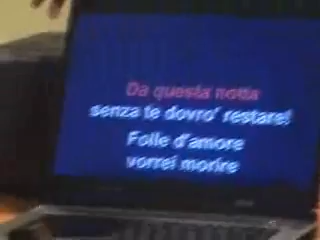 Da questa notte
senza te dovro' restare!
Folle d'amore
vorrei morire